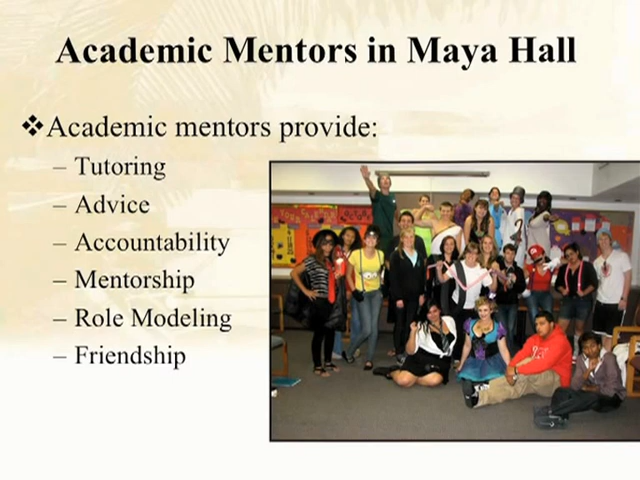 Academic Mentors in Maya Hall
❖Academic mentors provide:
– Tutoring
– Advice
– Accountability
– Mentorship
– Role Modeling
– Friendship